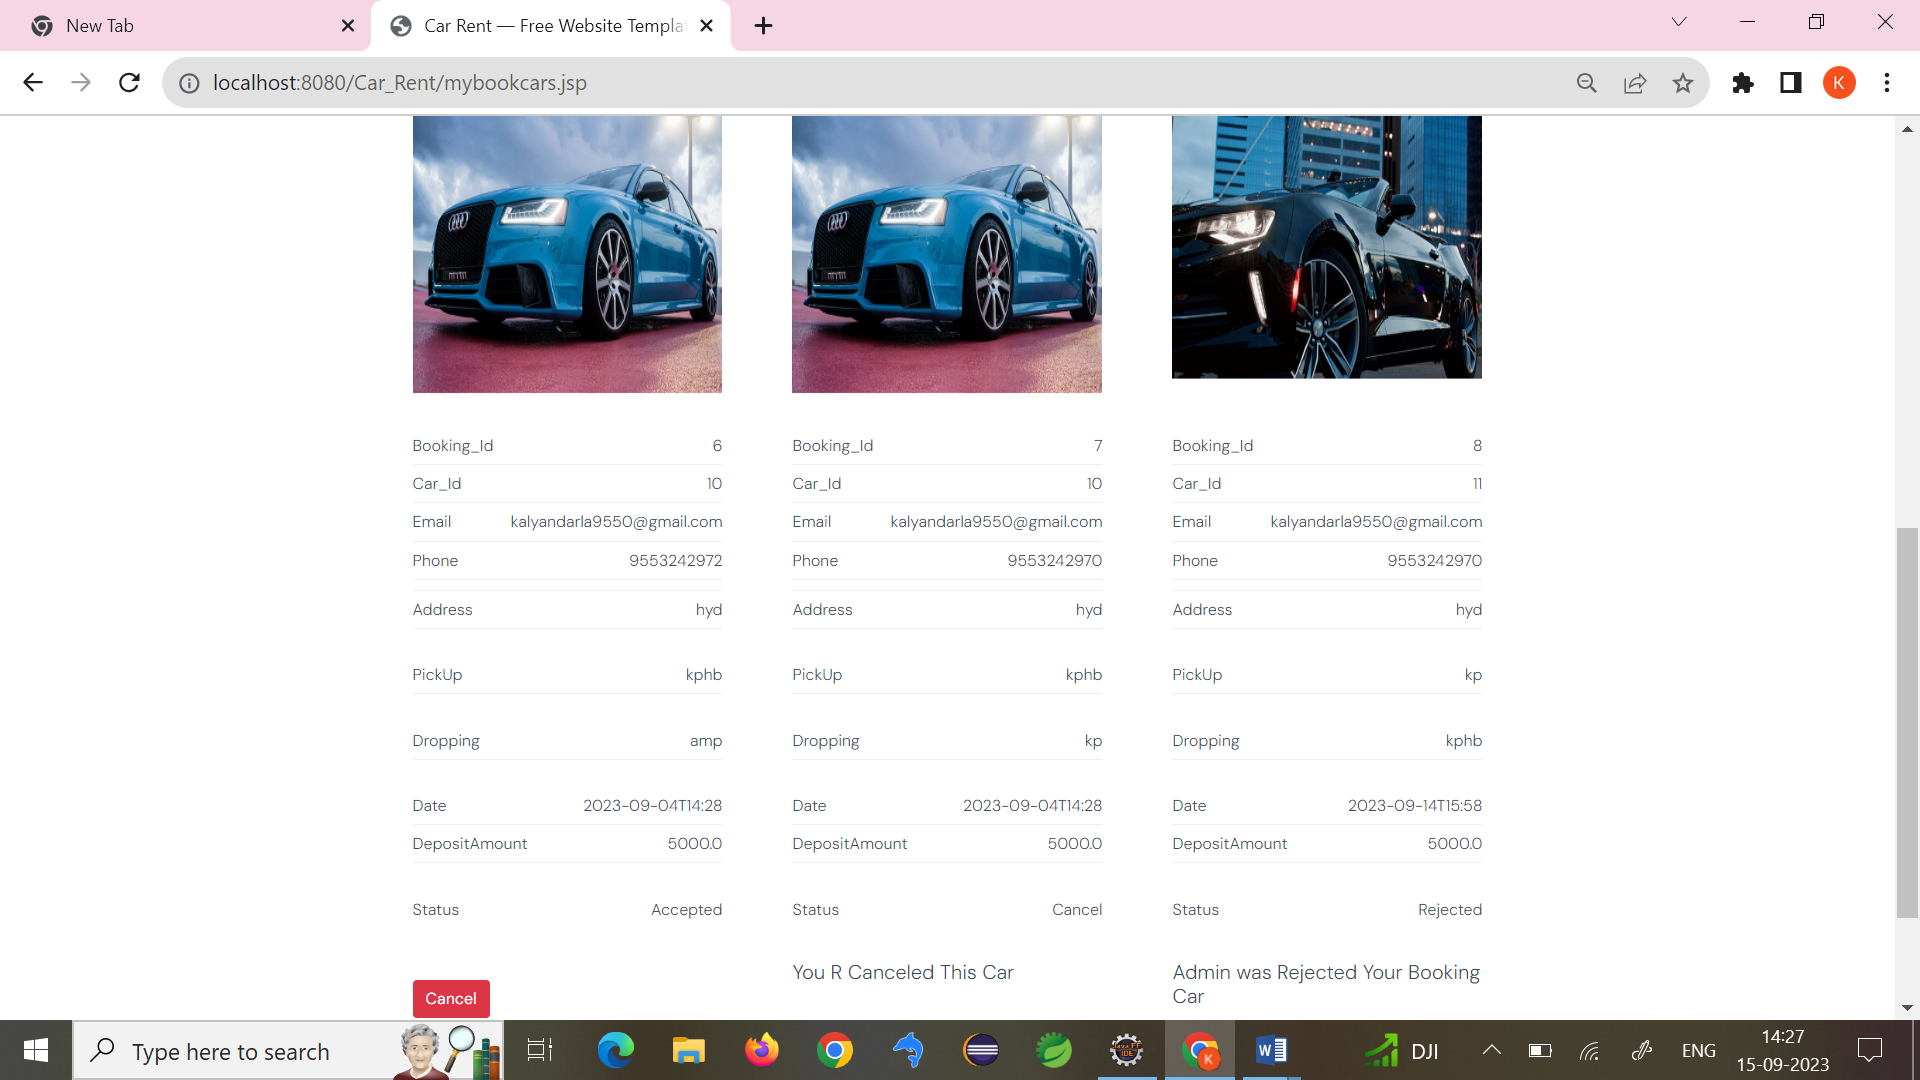 New Tab
Car Rent — Free Website Templa
localhost:8080/Car_Rent/mybookcars.jsp
K
Booking_Id 6
Car_Id 10
Email kalyandarla9550@gmail.com
Phone 9553242972
Address hyd
PickUp kphb
Dropping amp
Date 2023-09-04T14:28
DepositAmount 5000.0
Status Accepted
Cancel
Booking_Id 7
Car_Id 10
Email kalyandarla9550@gmail.com
Phone 9553242970
Address hyd
PickUp kphb
Dropping kp
Date 2023-09-04T14:28
DepositAmount 5000.0
Status Cancel
You R Canceled This Car
Booking_Id 8
Car_Id 11
Email kalyandarla9550@gmail.com
Phone 9553242970
Address hyd
PickUp kp
Dropping kphb
Date 2023-09-14T15:58
DepositAmount 5000.0
Status Rejected
Admin was Rejected Your Booking
Car
Type here to search
Java EE
IDE
K
W
DJI
ENG
14:27
15-09-2023